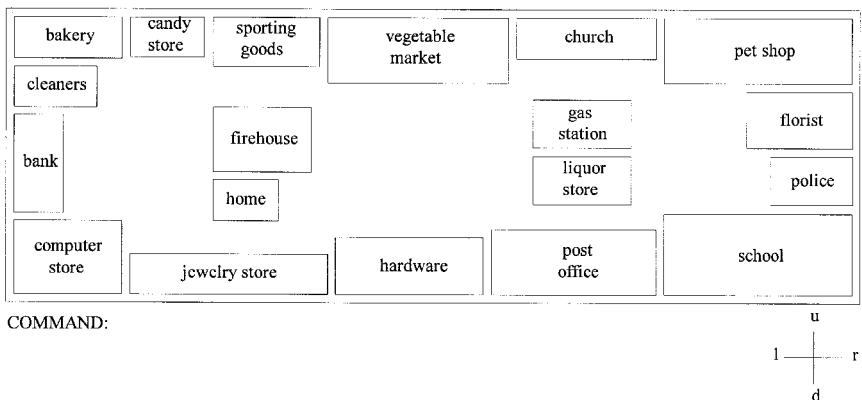 bakery
candy
store
sporting
goods
vegetable
market
church
pet shop
cleaners
bank
firehouse
gas
station
florist
home
liquor
store
police
computer
store
jewelry store
hardware
post
office
school
COMMAND:
u
l
r
d